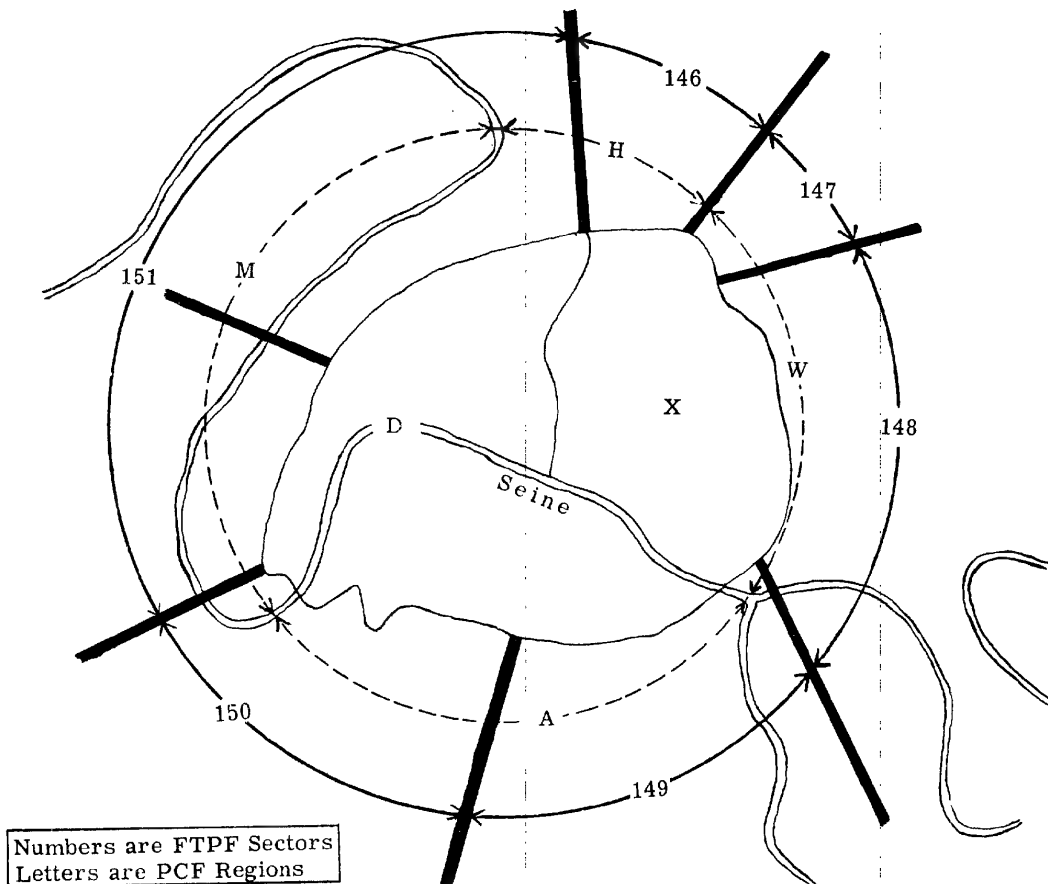 146
H
147
151
M
W
X
D
148
Seine
150
A
149
Numbers are FTPF Sectors
Letters are PCF Regions